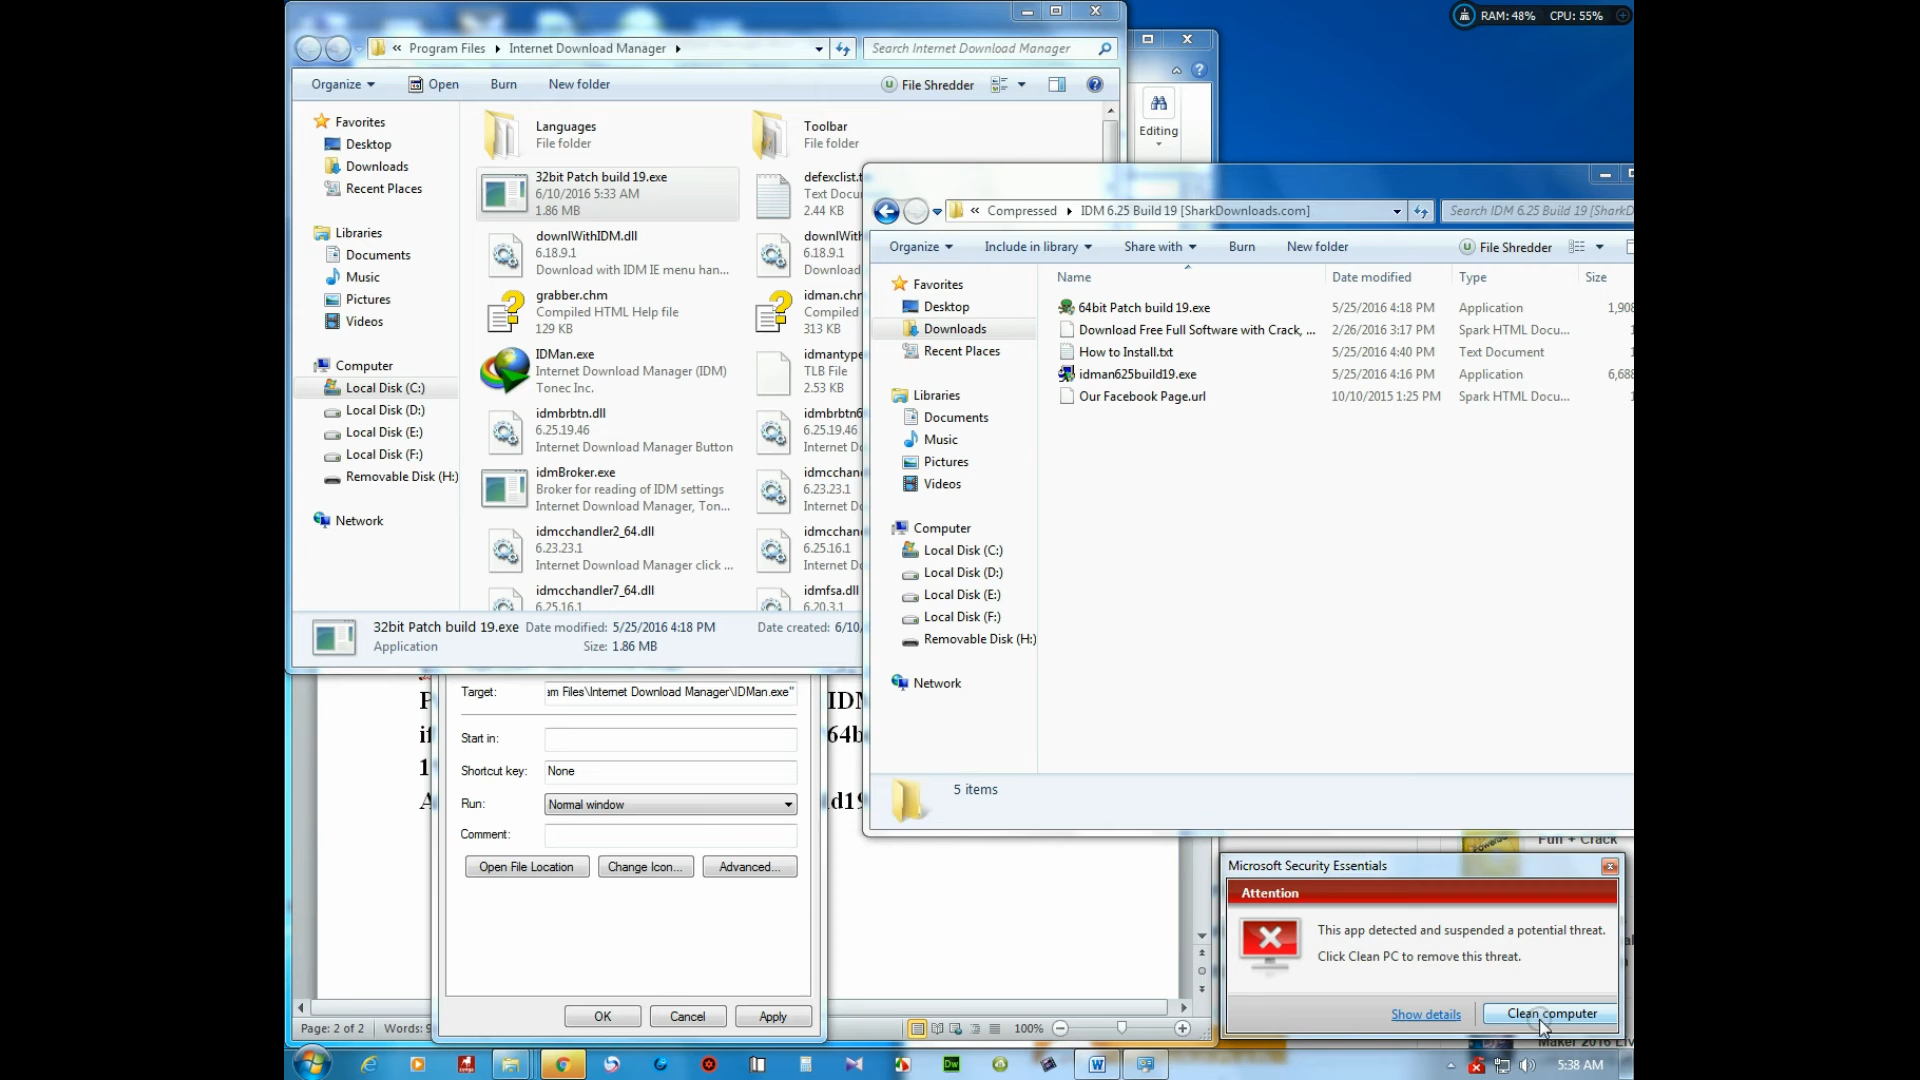 RAM: 48% CPU: 55%
« Program Files ▸ Internet Download Manager ▸
Search Internet Download Manager
Organize Open Burn New folder
File Shredder
Favorites
Desktop
Downloads
Recent Places
Libraries
Documents
Music
Pictures
Videos
Computer
Local Disk (C:)
Local Disk (D:)
Local Disk (E:)
Local Disk (F:)
Removable Disk (H:)
Network
Languages
File folder
Toolbar
File folder
32bit Patch build 19.exe
6/10/2016 5:33 AM
1.86 MB
defexclist.t
Text Docu
2.44 KB
downlWithIDM.dll
6.18.9.1
Download with IDM IE menu han...
downlWith
6.18.9.1
Download
grabber.chm
Compiled HTML Help file
129 KB
idman.chm
Compiled
313 KB
IDMan.exe
Internet Download Manager (IDM)
Tonec Inc.
idmantype
TLB File
2.53 KB
idmbrbtn.dll
6.25.19.46
Internet Download Manager Button
idmbrbtn6
6.25.19.46
Internet Do
idmBroker.exe
Broker for reading of IDM settings
Internet Download Manager, Ton...
idmcchand
6.23.23.1
Internet Do
idmcchandler2_64.dll
6.23.23.1
Internet Download Manager click ...
idmcchan
6.25.16.1
Internet Do
idmcchandler7_64.dll
6.25.16.1
idmfsa.dll
6.20.3.1
32bit Patch build 19.exe Date modified: 5/25/2016 4:18 PM Date created: 6/10/
Application Size: 1.86 MB
Editing
« Compressed ▸ IDM 6.25 Build 19 [SharkDownloads.com]
Search IDM 6.25 Build 19 [SharkD
Organize Include in library Share with Burn New folder
File Shredder
Favorites
Desktop
Downloads
Recent Places
Libraries
Documents
Music
Pictures
Videos
Computer
Local Disk (C:)
Local Disk (D:)
Local Disk (E:)
Local Disk (F:)
Removable Disk (H:)
Network
Name Date modified Type Size
64bit Patch build 19.exe 5/25/2016 4:18 PM Application 1,908
Download Free Full Software with Crack, ... 2/26/2016 3:17 PM Spark HTML Docu...
How to Install.txt 5/25/2016 4:40 PM Text Document
idman625build19.exe 5/25/2016 4:16 PM Application 6,688
Our Facebook Page.url 10/10/2015 1:25 PM Spark HTML Docu...
5 items
Target: am Files\Internet Download Manager\IDMan.exe"
Start in:
Shortcut key: None
Run: Normal window
Comment:
Open File Location Change Icon... Advanced...
OK Cancel Apply
IDM
64b
d19
Full + Crack
Microsoft Security Essentials
Attention
This app detected and suspended a potential threat.
Click Clean PC to remove this threat.
Show details Clean computer
Maker 2016 Liv
Page: 2 of 2 Words: 9
100%
5:38 AM